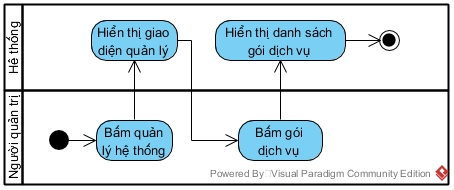 Hệ thống
Hiển thị giao
diện quản lý
Hiển thị danh sách
gói dịch vụ
Người quản trị
Bấm quản
lý hệ thống
Bấm gói
dịch vụ
Powered By Visual Paradigm Community Edition